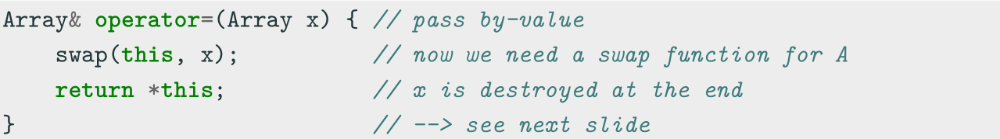 Array& operator=(Array x) { // pass by-value
    swap(this, x);          // now we need a swap function for A
    return *this;           // x is destroyed at the end
}                           // --> see next slide